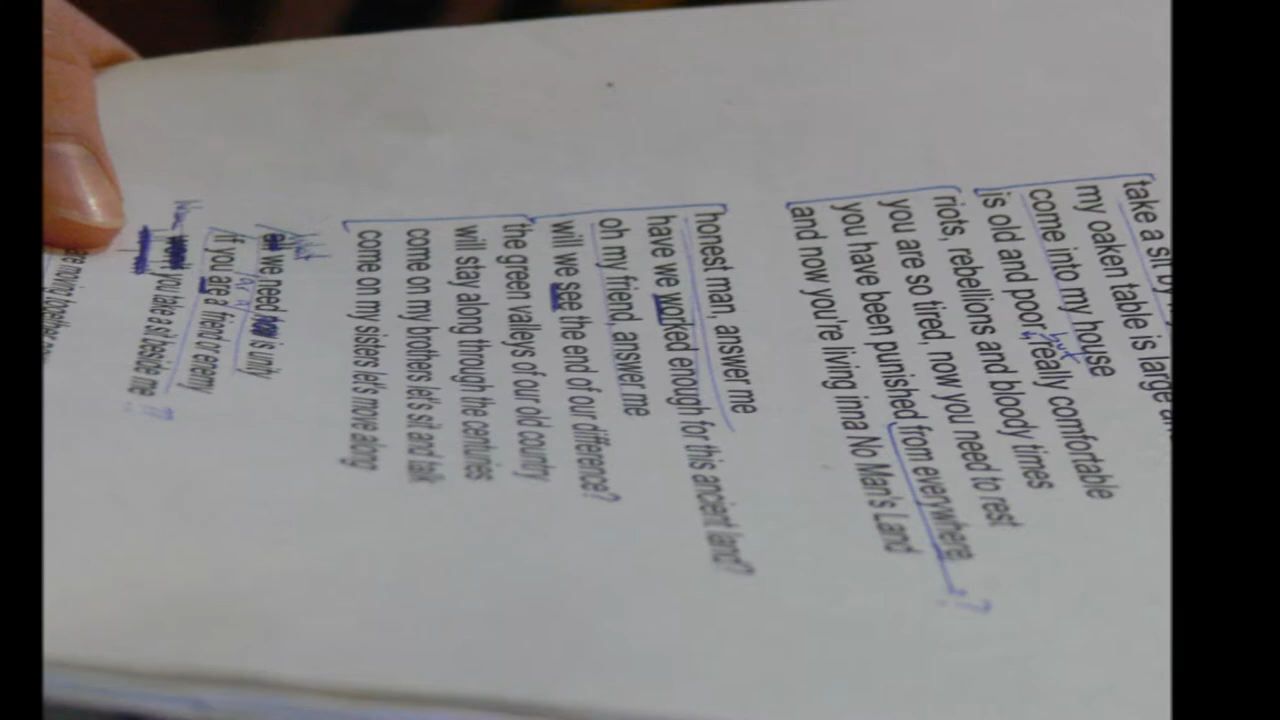 take a sit by
my oaken table is large
come into my house
is old and poor, but really comfortable
riots, rebellions and bloody times
you are so tired, now you need to rest
you have been punished from everywhere ?
and now you're living inna No Man's Land
honest man, answer me
have we worked enough for this ancient land?
oh my friend, answer me
will we see the end of our difference?
the green valleys of our old country
will stay along through the centuries
come on my brothers let's sit and talk
come on my sisters let's move along
all we need is unity
if you are a friend or enemy
you take a sit beside me ??
are moving together